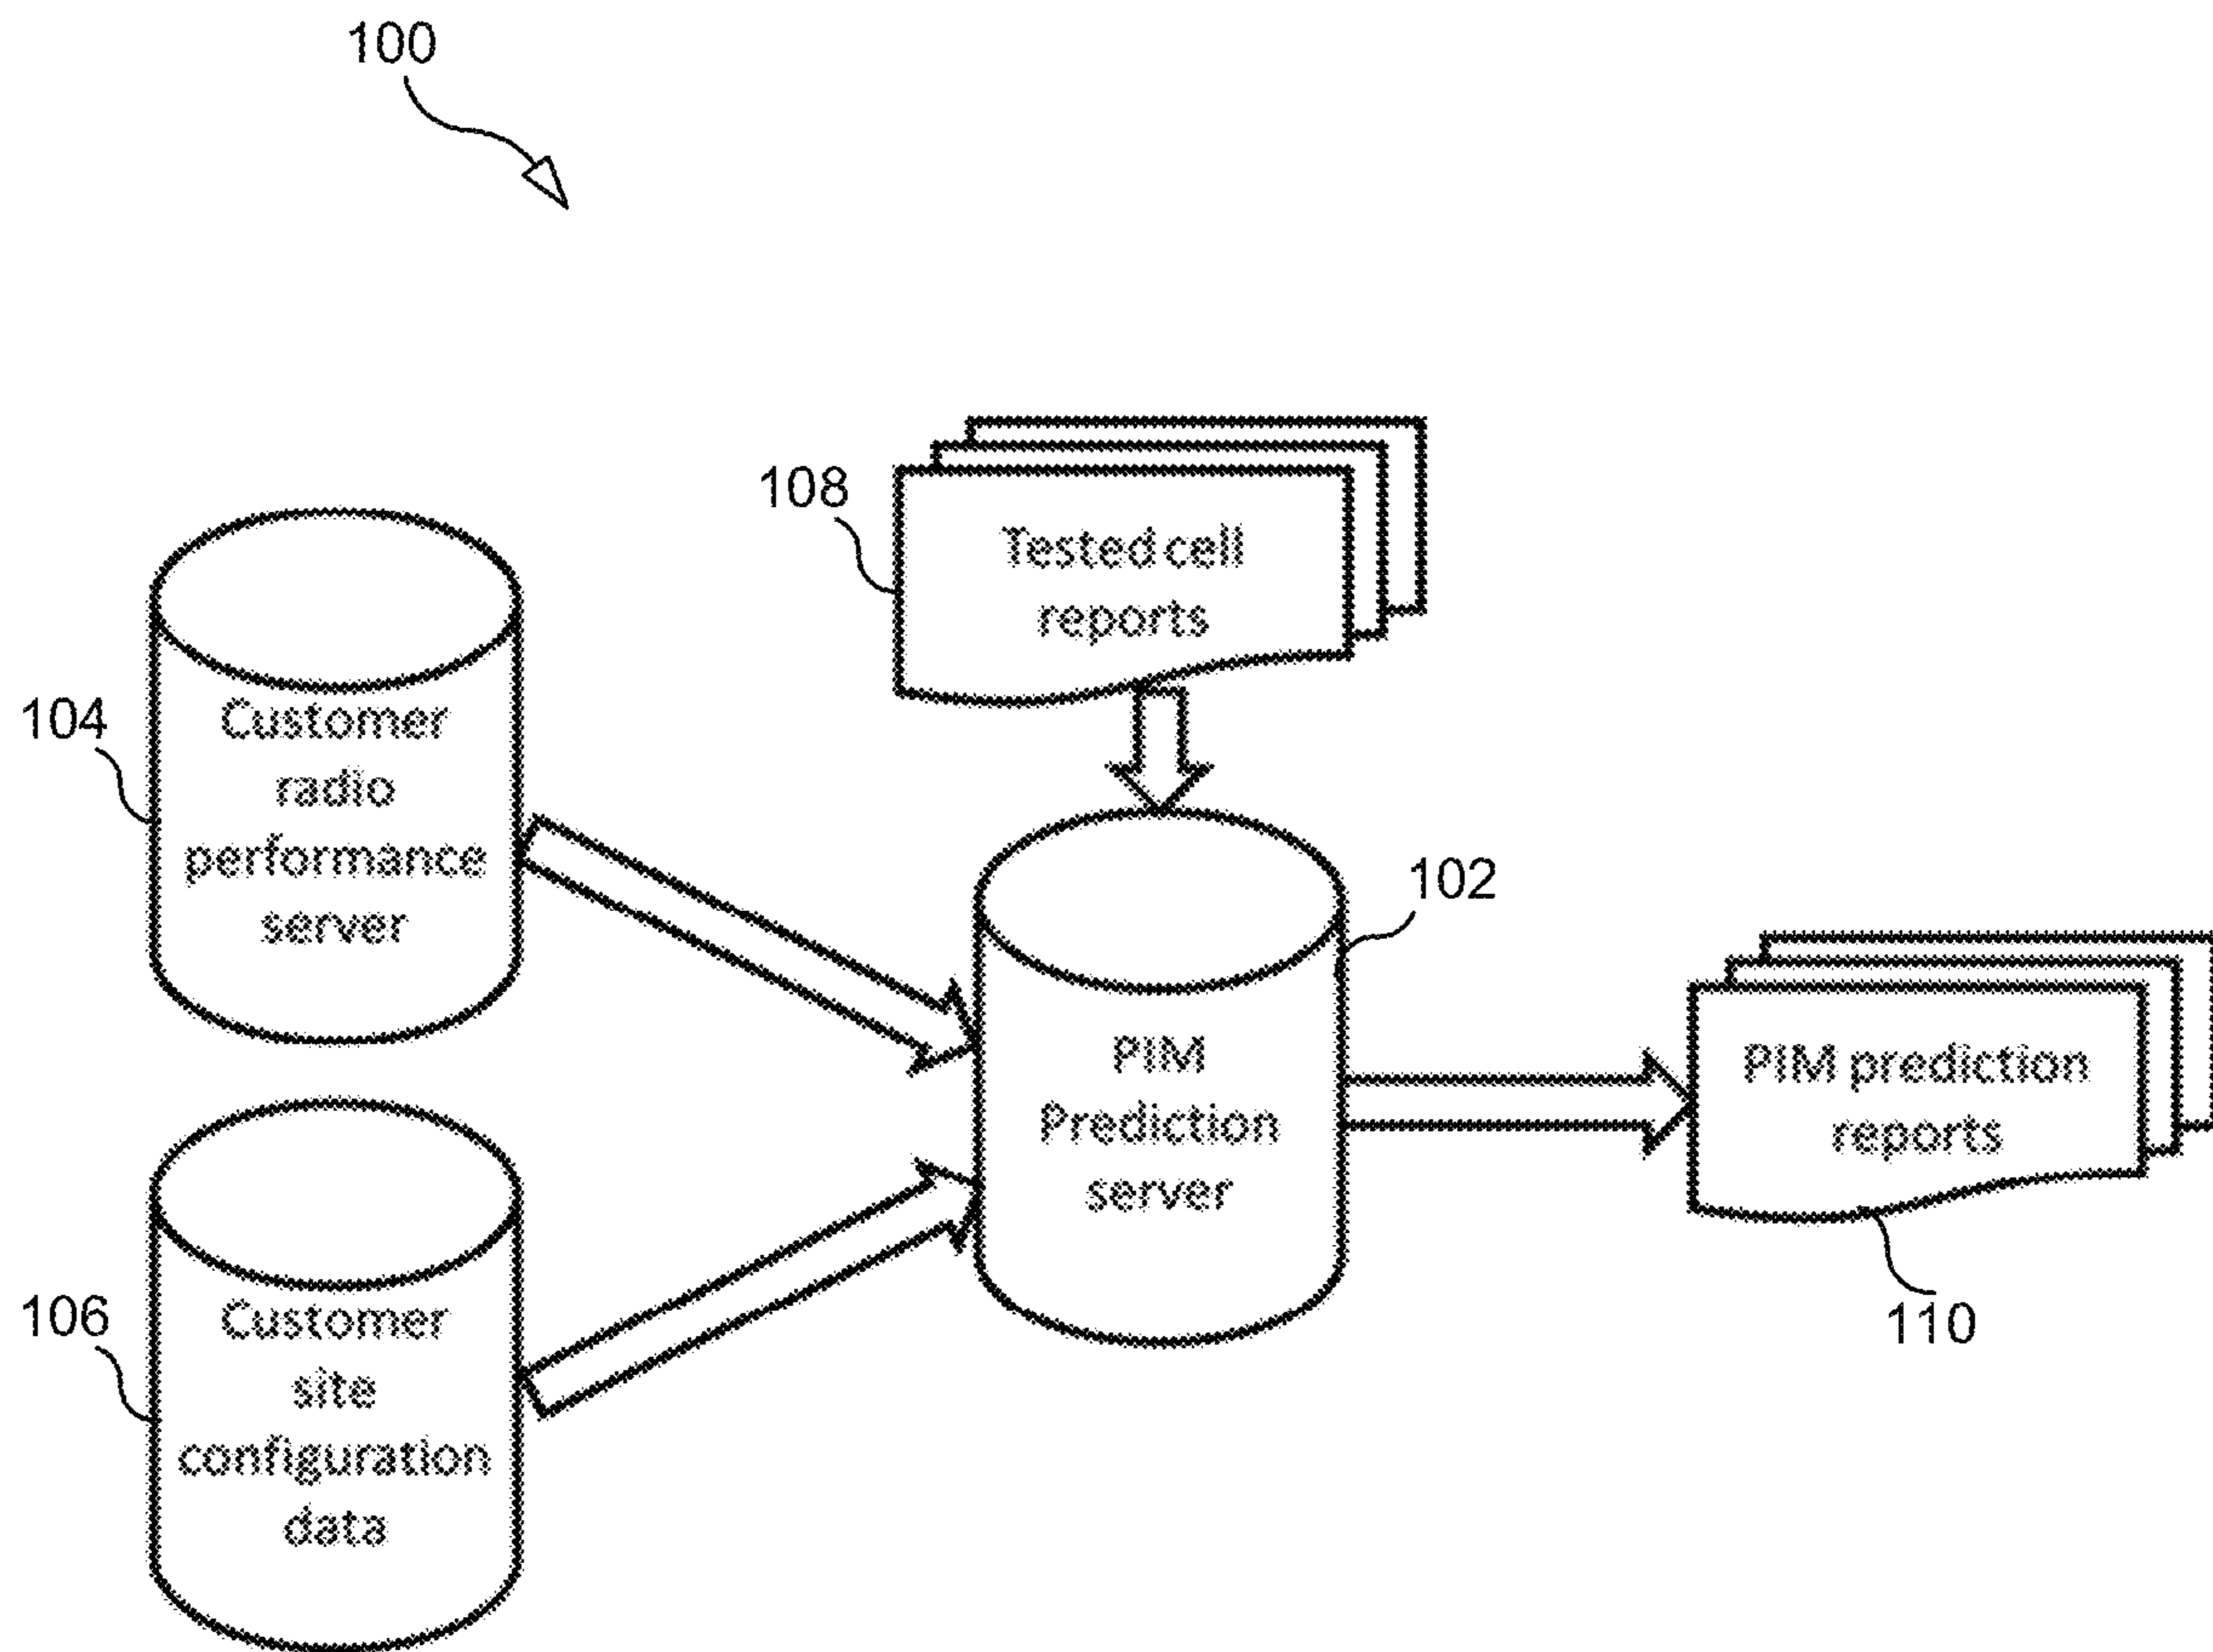 100
108
Tested cell
reports
104
Customer
radio
performance
server
102
PIM
Prediction
server
PIM prediction
reports
110
106
Customer
site
configuration
data